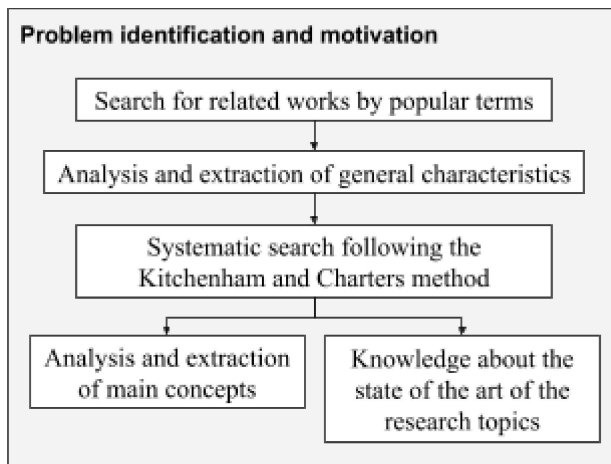 Problem identification and motivation
Search for related works by popular terms
Analysis and extraction of general characteristics
Systematic search following the
Kitchenham and Charters method
Analysis and extraction
of main concepts
Knowledge about the
state of the art of the
research topics